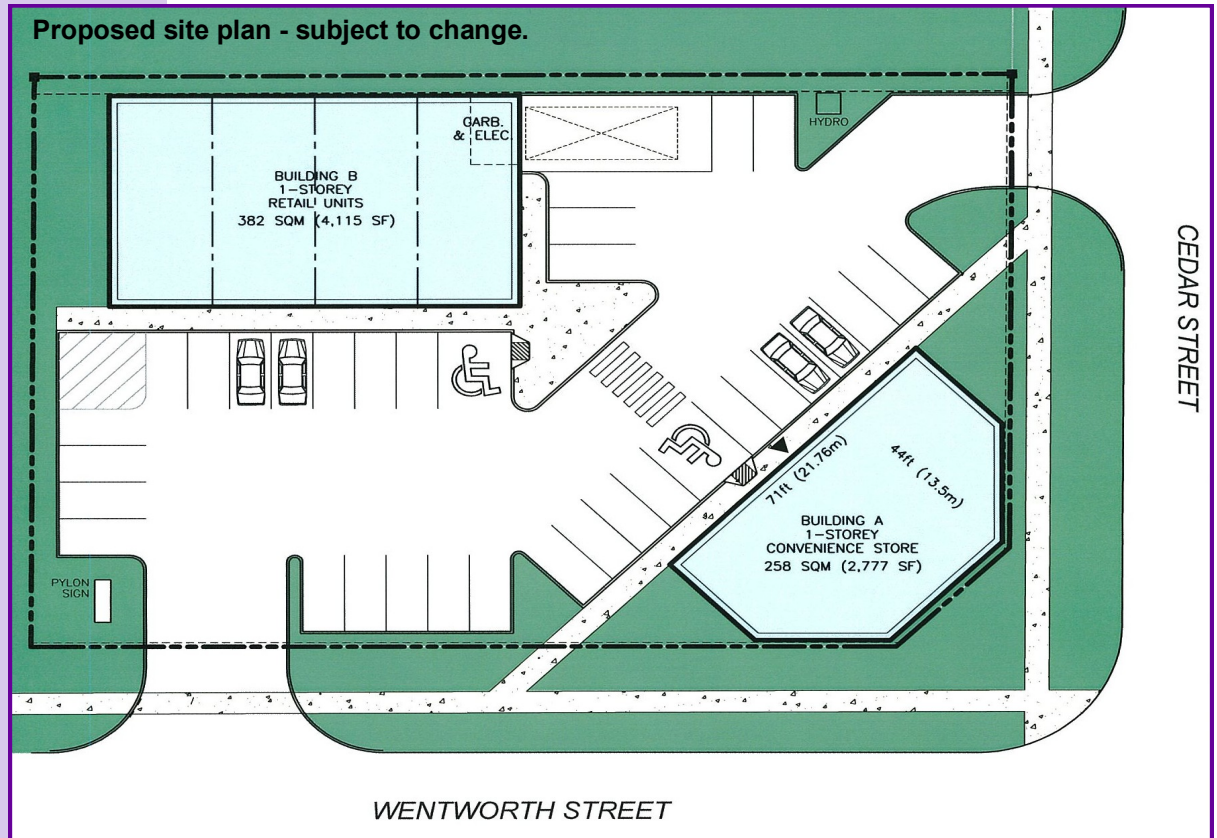 Proposed site plan - subject to change.
GARB.
& ELEC.
HYDRO
BUILDING B
1-STOREY
RETAIL UNITS
382 SQM (4,115 SF)
CEDAR STREET
71ft (21.76m)
44ft (13.5m)
BUILDING A
1-STOREY
CONVENIENCE STORE
258 SQM (2,777 SF)
PYLON
SIGN
WENTWORTH STREET